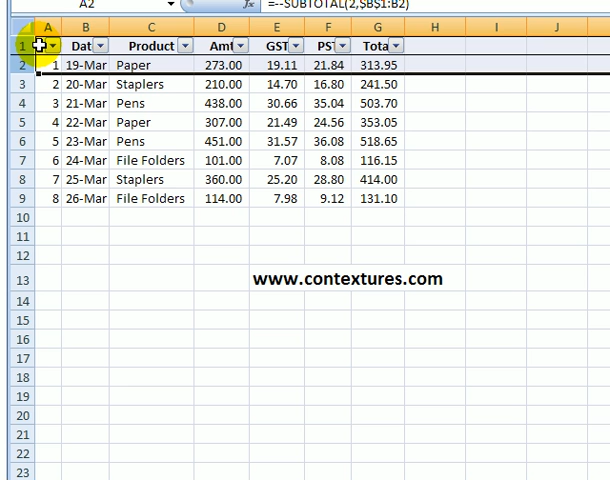 A2 fx =--SUBTOTAL(2,$B$1:B2)
A B C D E F G H I J
1 Dat Product Amt GST PST Tota
2 1 19-Mar Paper 273.00 19.11 21.84 313.95
3 2 20-Mar Staplers 210.00 14.70 16.80 241.50
4 3 21-Mar Pens 438.00 30.66 35.04 503.70
5 4 22-Mar Paper 307.00 21.49 24.56 353.05
6 5 23-Mar Pens 451.00 31.57 36.08 518.65
7 6 24-Mar File Folders 101.00 7.07 8.08 116.15
8 7 25-Mar Staplers 360.00 25.20 28.80 414.00
9 8 26-Mar File Folders 114.00 7.98 9.12 131.10
10
11
12
13 www.contextures.com
14
15
16
17
18
19
20
21
22
23